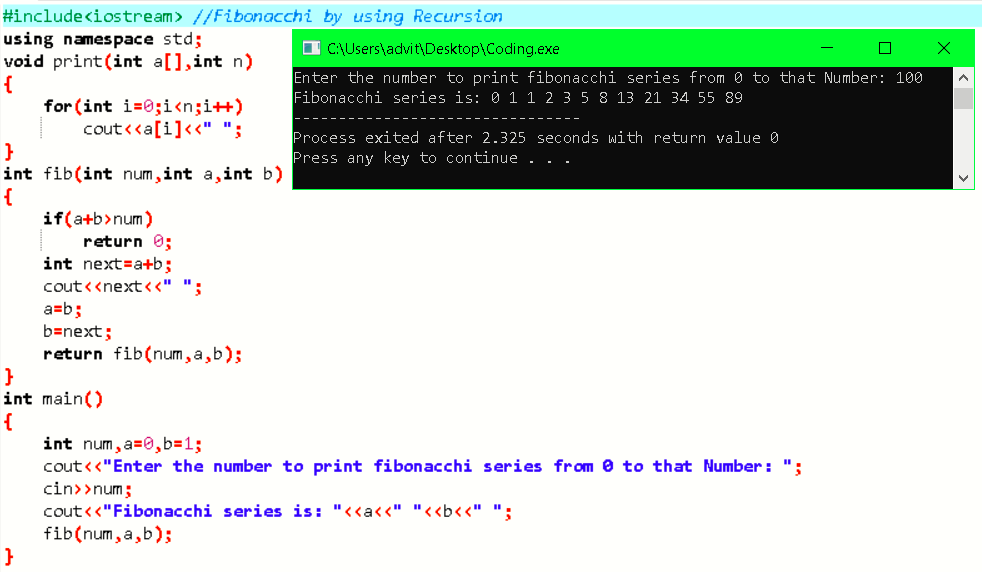 #include<iostream> //Fibonacchi by using Recursion
using namespace std;
void print(int a[],int n)
{
    for(int i=0;i<n;i++)
        cout<<a[i]<<" ";
}
int fib(int num,int a,int b)
{
    if(a+b>num)
        return 0;
    int next=a+b;
    cout<<next<<" ";
    a=b;
    b=next;
    return fib(num,a,b);
}
int main()
{
    int num,a=0,b=1;
    cout<<"Enter the number to print fibonacchi series from 0 to that Number: ";
    cin>>num;
    cout<<"Fibonacchi series is: "<<a<<" "<<b<<" ";
    fib(num,a,b);
}
C:\Users\advit\Desktop\Coding.exe
Enter the number to print fibonacchi series from 0 to that Number: 100
Fibonacchi series is: 0 1 1 2 3 5 8 13 21 34 55 89
--------------------------------
Process exited after 2.325 seconds with return value 0
Press any key to continue . . .